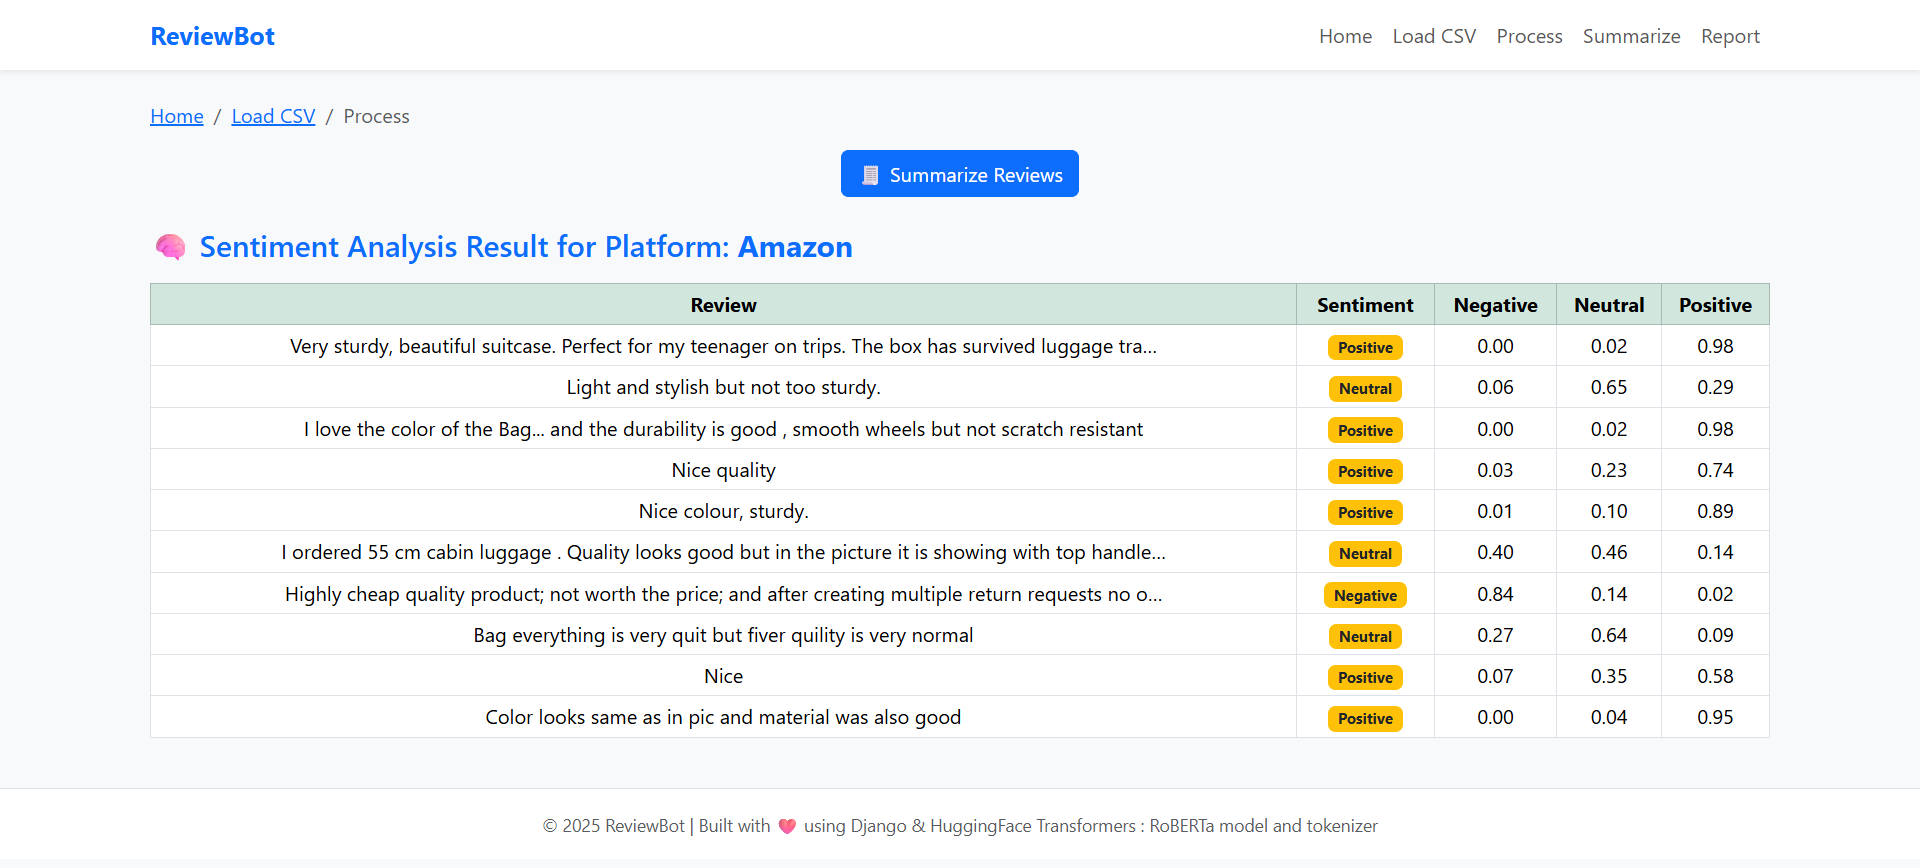 ReviewBot Home Load CSV Process Summarize Report
Home / Load CSV / Process
Summarize Reviews
Sentiment Analysis Result for Platform: Amazon
Review Sentiment Negative Neutral Positive
Very sturdy, beautiful suitcase. Perfect for my teenager on trips. The box has survived luggage tra... Positive 0.00 0.02 0.98
Light and stylish but not too sturdy. Neutral 0.06 0.65 0.29
I love the color of the Bag... and the durability is good , smooth wheels but not scratch resistant Positive 0.00 0.02 0.98
Nice quality Positive 0.03 0.23 0.74
Nice colour, sturdy. Positive 0.01 0.10 0.89
I ordered 55 cm cabin luggage . Quality looks good but in the picture it is showing with top handle... Neutral 0.40 0.46 0.14
Highly cheap quality product; not worth the price; and after creating multiple return requests no o... Negative 0.84 0.14 0.02
Bag everything is very quit but fiver quility is very normal Neutral 0.27 0.64 0.09
Nice Positive 0.07 0.35 0.58
Color looks same as in pic and material was also good Positive 0.00 0.04 0.95
© 2025 ReviewBot | Built with ❤️ using Django & HuggingFace Transformers : RoBERTa model and tokenizer